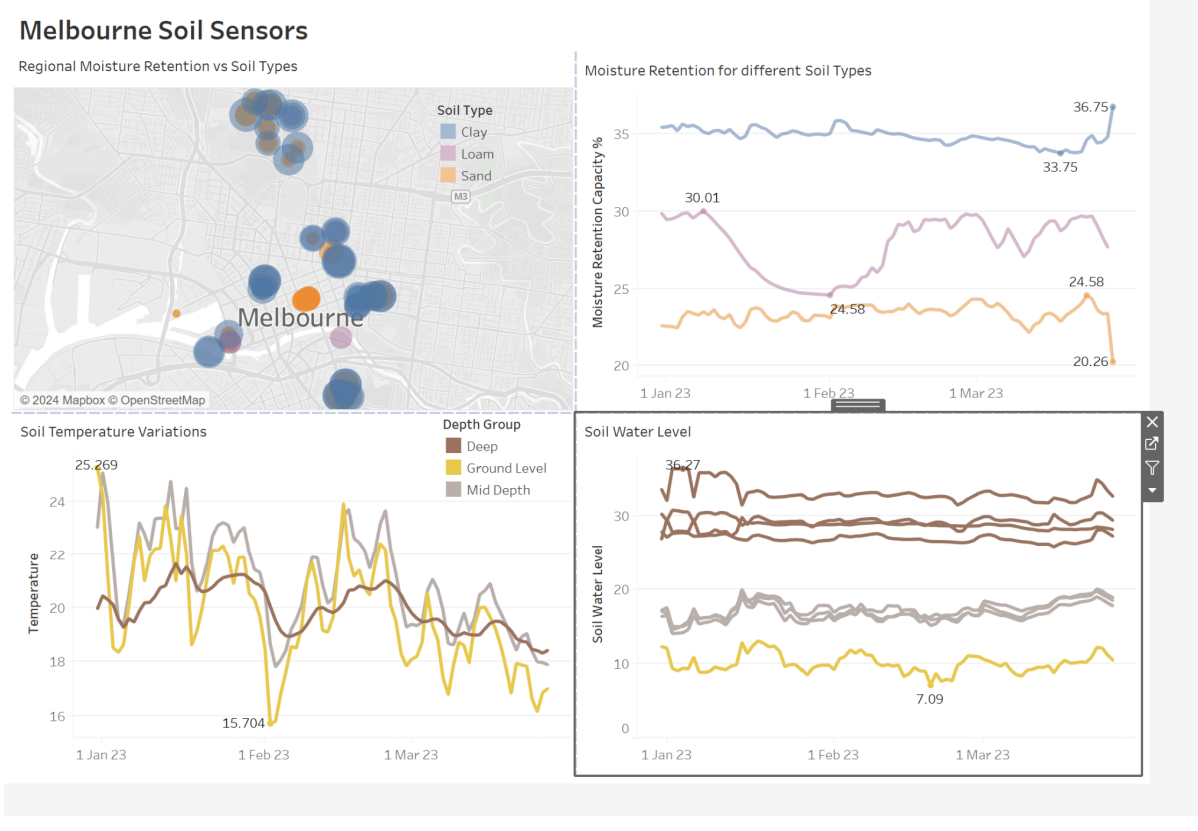 Melbourne Soil Sensors
Regional Moisture Retention vs Soil Types
Soil Type
Clay
Loam
Sand
M3
Melbourne
© 2024 Mapbox © OpenStreetMap
Moisture Retention for different Soil Types
Moisture Retention Capacity %
35
30
25
20
36.75
33.75
30.01
24.58
24.58
20.26
1 Jan 23
1 Feb 23
1 Mar 23
Soil Temperature Variations
Depth Group
Deep
Ground Level
Mid Depth
Temperature
24
22
20
18
16
25.269
15.704
1 Jan 23
1 Feb 23
1 Mar 23
Soil Water Level
Soil Water Level
30
20
10
0
36.27
7.09
1 Jan 23
1 Feb 23
1 Mar 23